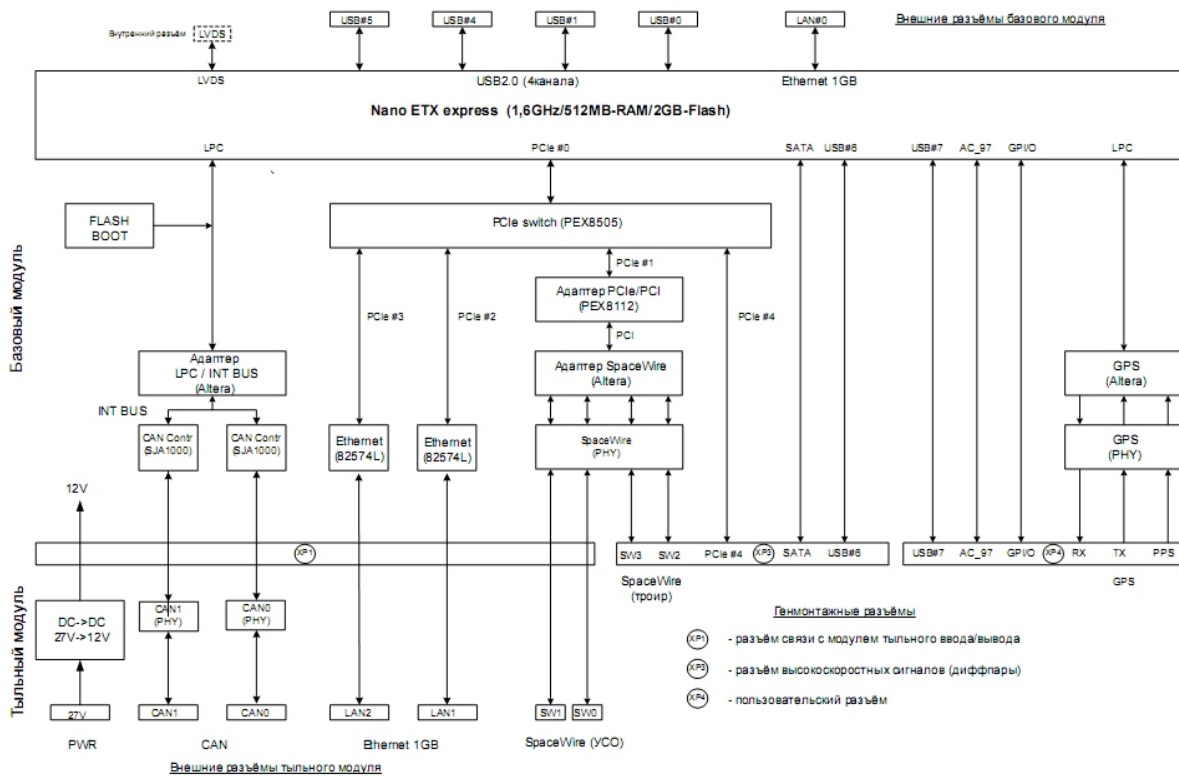 USB#5 USB#4 USB#1 USB#0 LAN#0 Внешние разъёмы базового модуля
Внутренний разъём LVDS
LVDS USB2.0 (4канала) Ethernet 1GB
Nano ETX express (1,6GHz/512MB-RAM/2GB-Flash)
LPC PCIe #0 SATA USB#6 USB#7 AC_97 GPI/O LPC
FLASH
BOOT
PCIe switch (PEX8505)
Базовый модуль
PCIe #1
Адаптер PCIe/PCI
(PEX8112)
PCIe #3 PCIe #2 PCIe #4
PCI
Адаптер
LPC / INT BUS
(Altera)
Адаптер SpaceWire
(Altera)
GPS
(Altera)
INT BUS
CAN Contr
(SJA1000)
CAN Contr
(SJA1000)
Ethernet
(82574L)
Ethernet
(82574L)
SpaceWire
(PHY)
GPS
(PHY)
12V
XP1
SW3 SW2 PCIe #4 XP3 SATA USB#6
USB#7 AC_97 GPI/O XP4 RX TX PPS
SpaceWire
(троир)
GPS
Тыльный модуль
DC->DC
27V->12V
CAN1
(PHY)
CAN0
(PHY)
Генмонтажные разъёмы
XP1 - разъём связи с модулем тыльного ввода/вывода
XP3 - разъём высокоскоростных сигналов (диффпары)
XP4 - пользовательский разъём
27V CAN1 CAN0 LAN2 LAN1 SW1 SW0
PWR CAN Ethernet 1GB SpaceWire (УСО)
Внешние разъёмы тыльного модуля